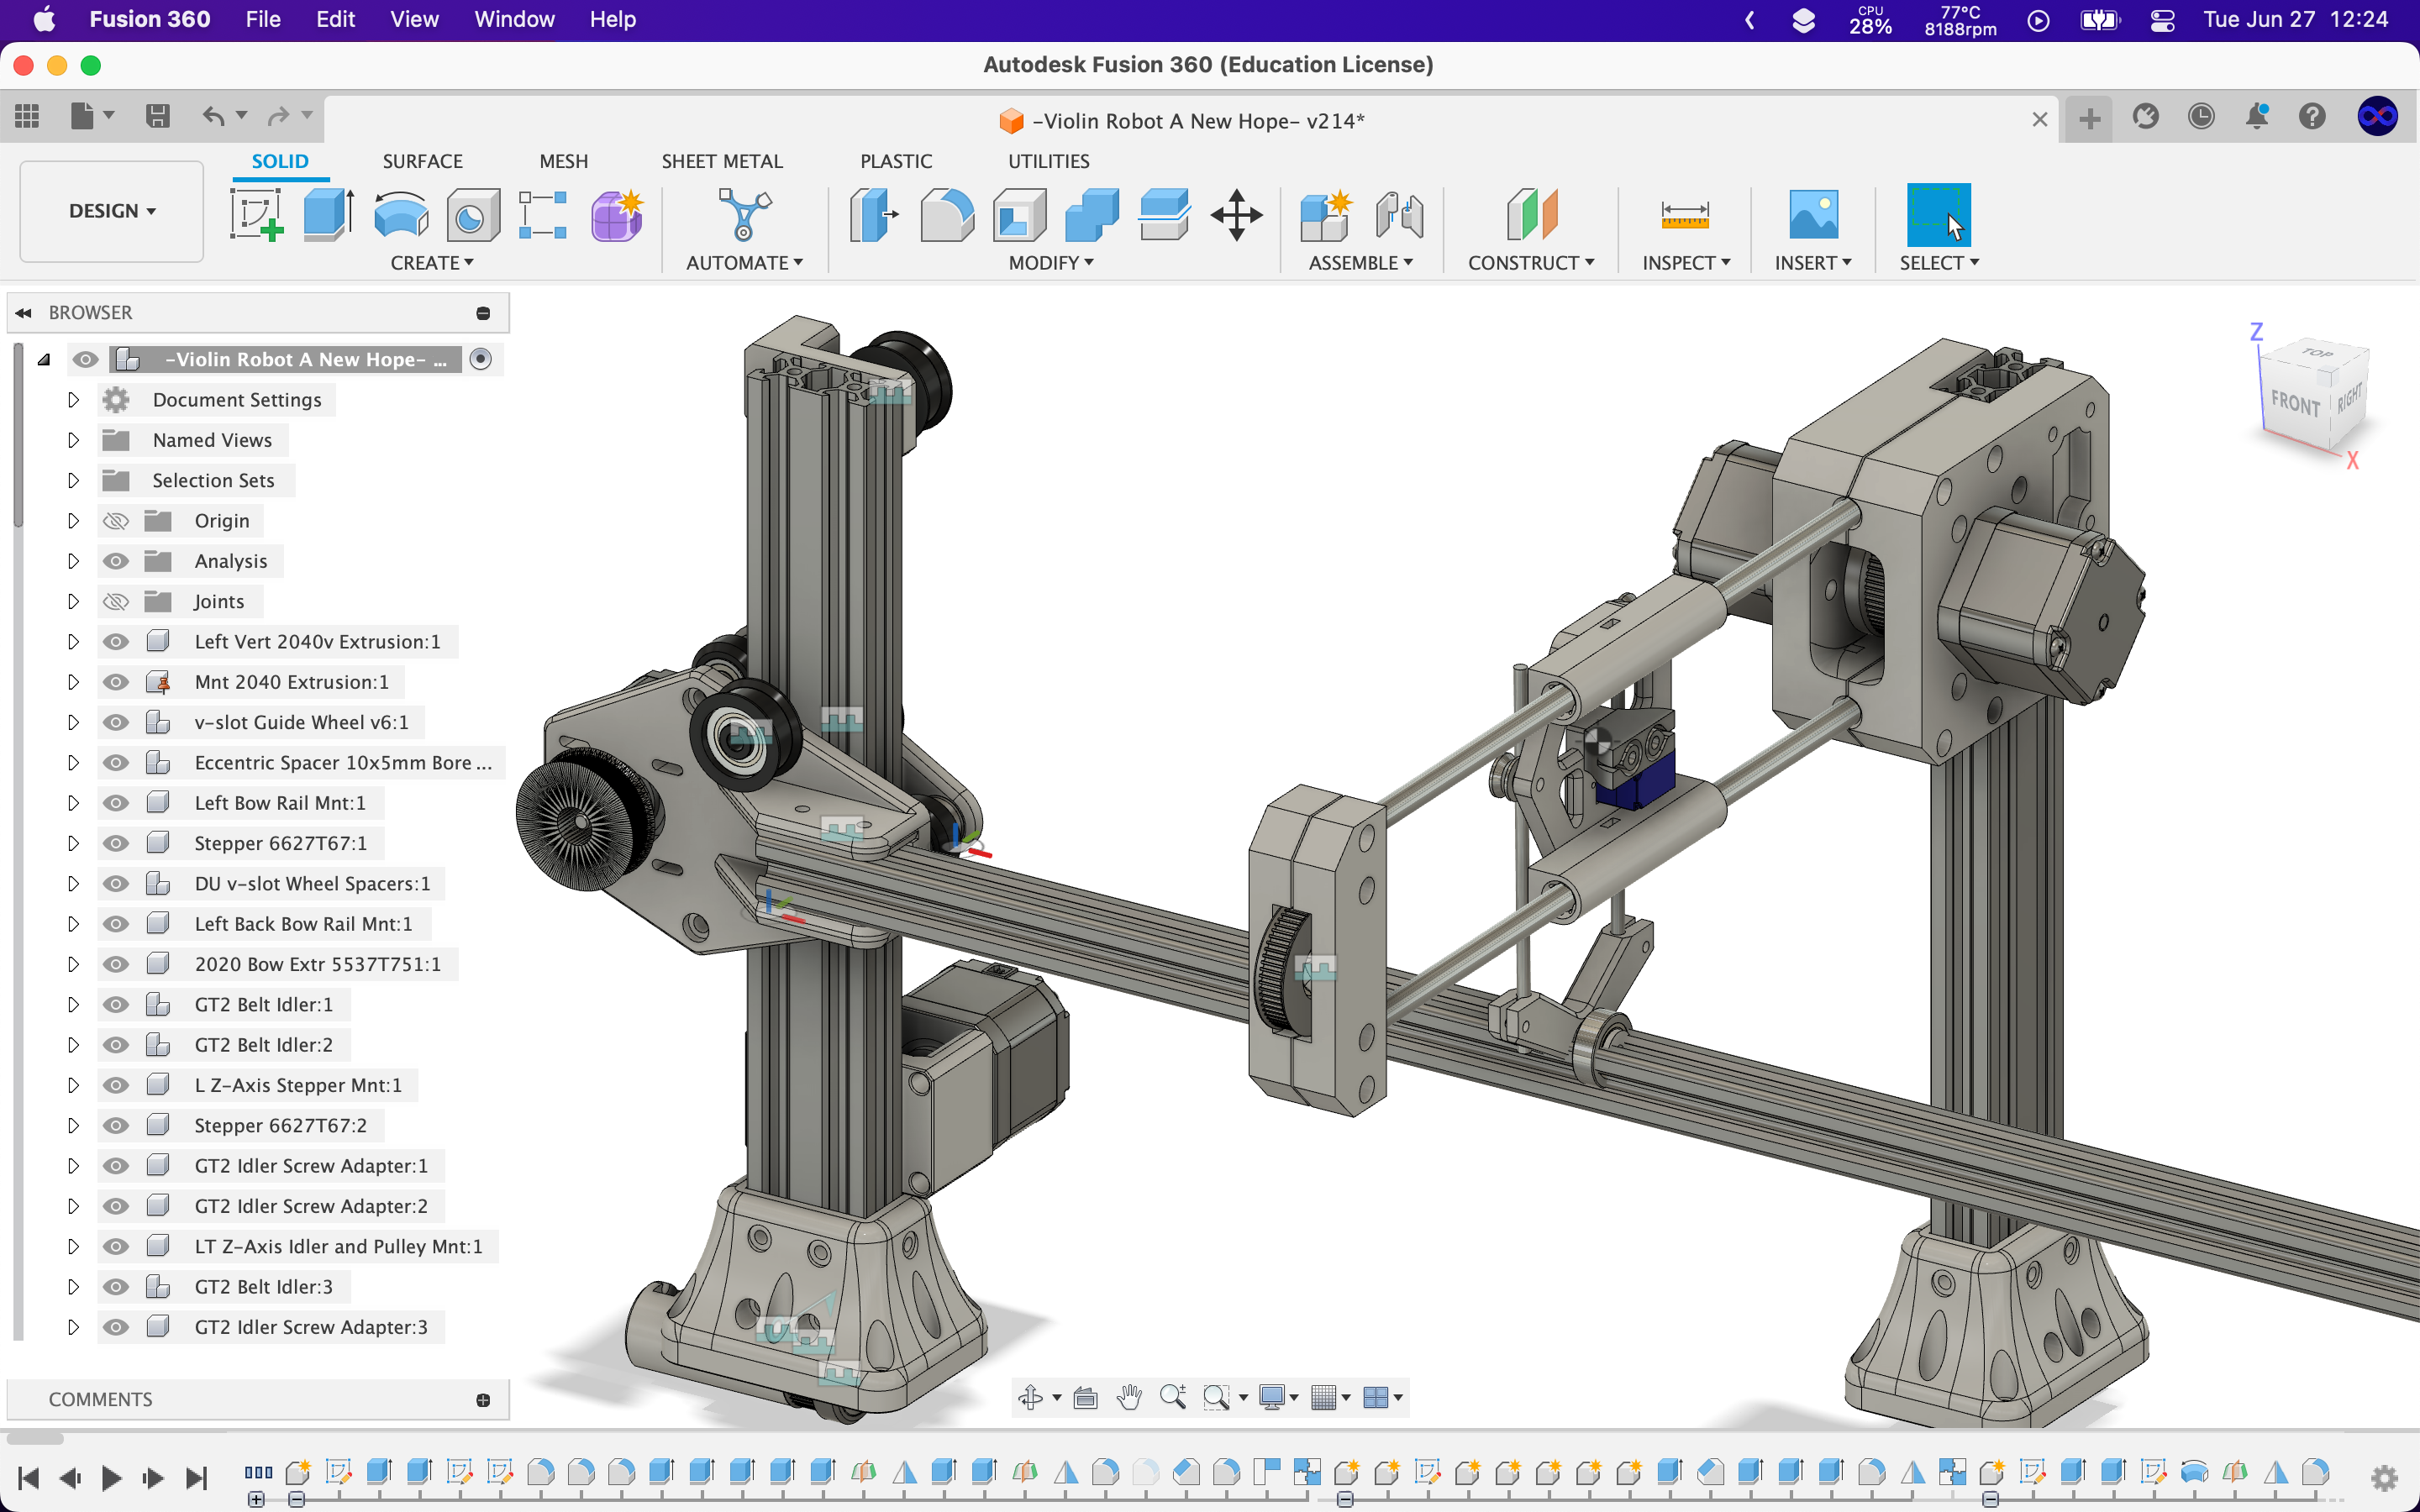 Fusion 360 File Edit View Window Help
CPU 28% 77°C 8188rpm Tue Jun 27 12:24
Autodesk Fusion 360 (Education License)
-Violin Robot A New Hope- v214*
SOLID SURFACE MESH SHEET METAL PLASTIC UTILITIES
DESIGN
CREATE AUTOMATE MODIFY ASSEMBLE CONSTRUCT INSPECT INSERT SELECT
BROWSER
-Violin Robot A New Hope- ...
Document Settings
Named Views
Selection Sets
Origin
Analysis
Joints
Left Vert 2040v Extrusion:1
Mnt 2040 Extrusion:1
v-slot Guide Wheel v6:1
Eccentric Spacer 10x5mm Bore ...
Left Bow Rail Mnt:1
Stepper 6627T67:1
DU v-slot Wheel Spacers:1
Left Back Bow Rail Mnt:1
2020 Bow Extr 5537T751:1
GT2 Belt Idler:1
GT2 Belt Idler:2
L Z-Axis Stepper Mnt:1
Stepper 6627T67:2
GT2 Idler Screw Adapter:1
GT2 Idler Screw Adapter:2
LT Z-Axis Idler and Pulley Mnt:1
GT2 Belt Idler:3
GT2 Idler Screw Adapter:3
COMMENTS
Z
TOP
FRONT RIGHT
X